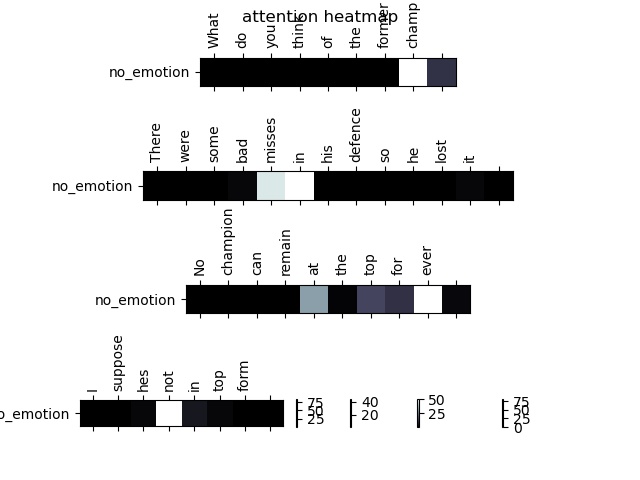 attention heatmap
What do you think of the former champ
no_emotion
There were some bad misses in his defence so he lost it
no_emotion
No champion can remain at the top for ever
no_emotion
I suppose hes not in top form
o_emotion
75 50 25
40 20
50 25
75 50 25 0